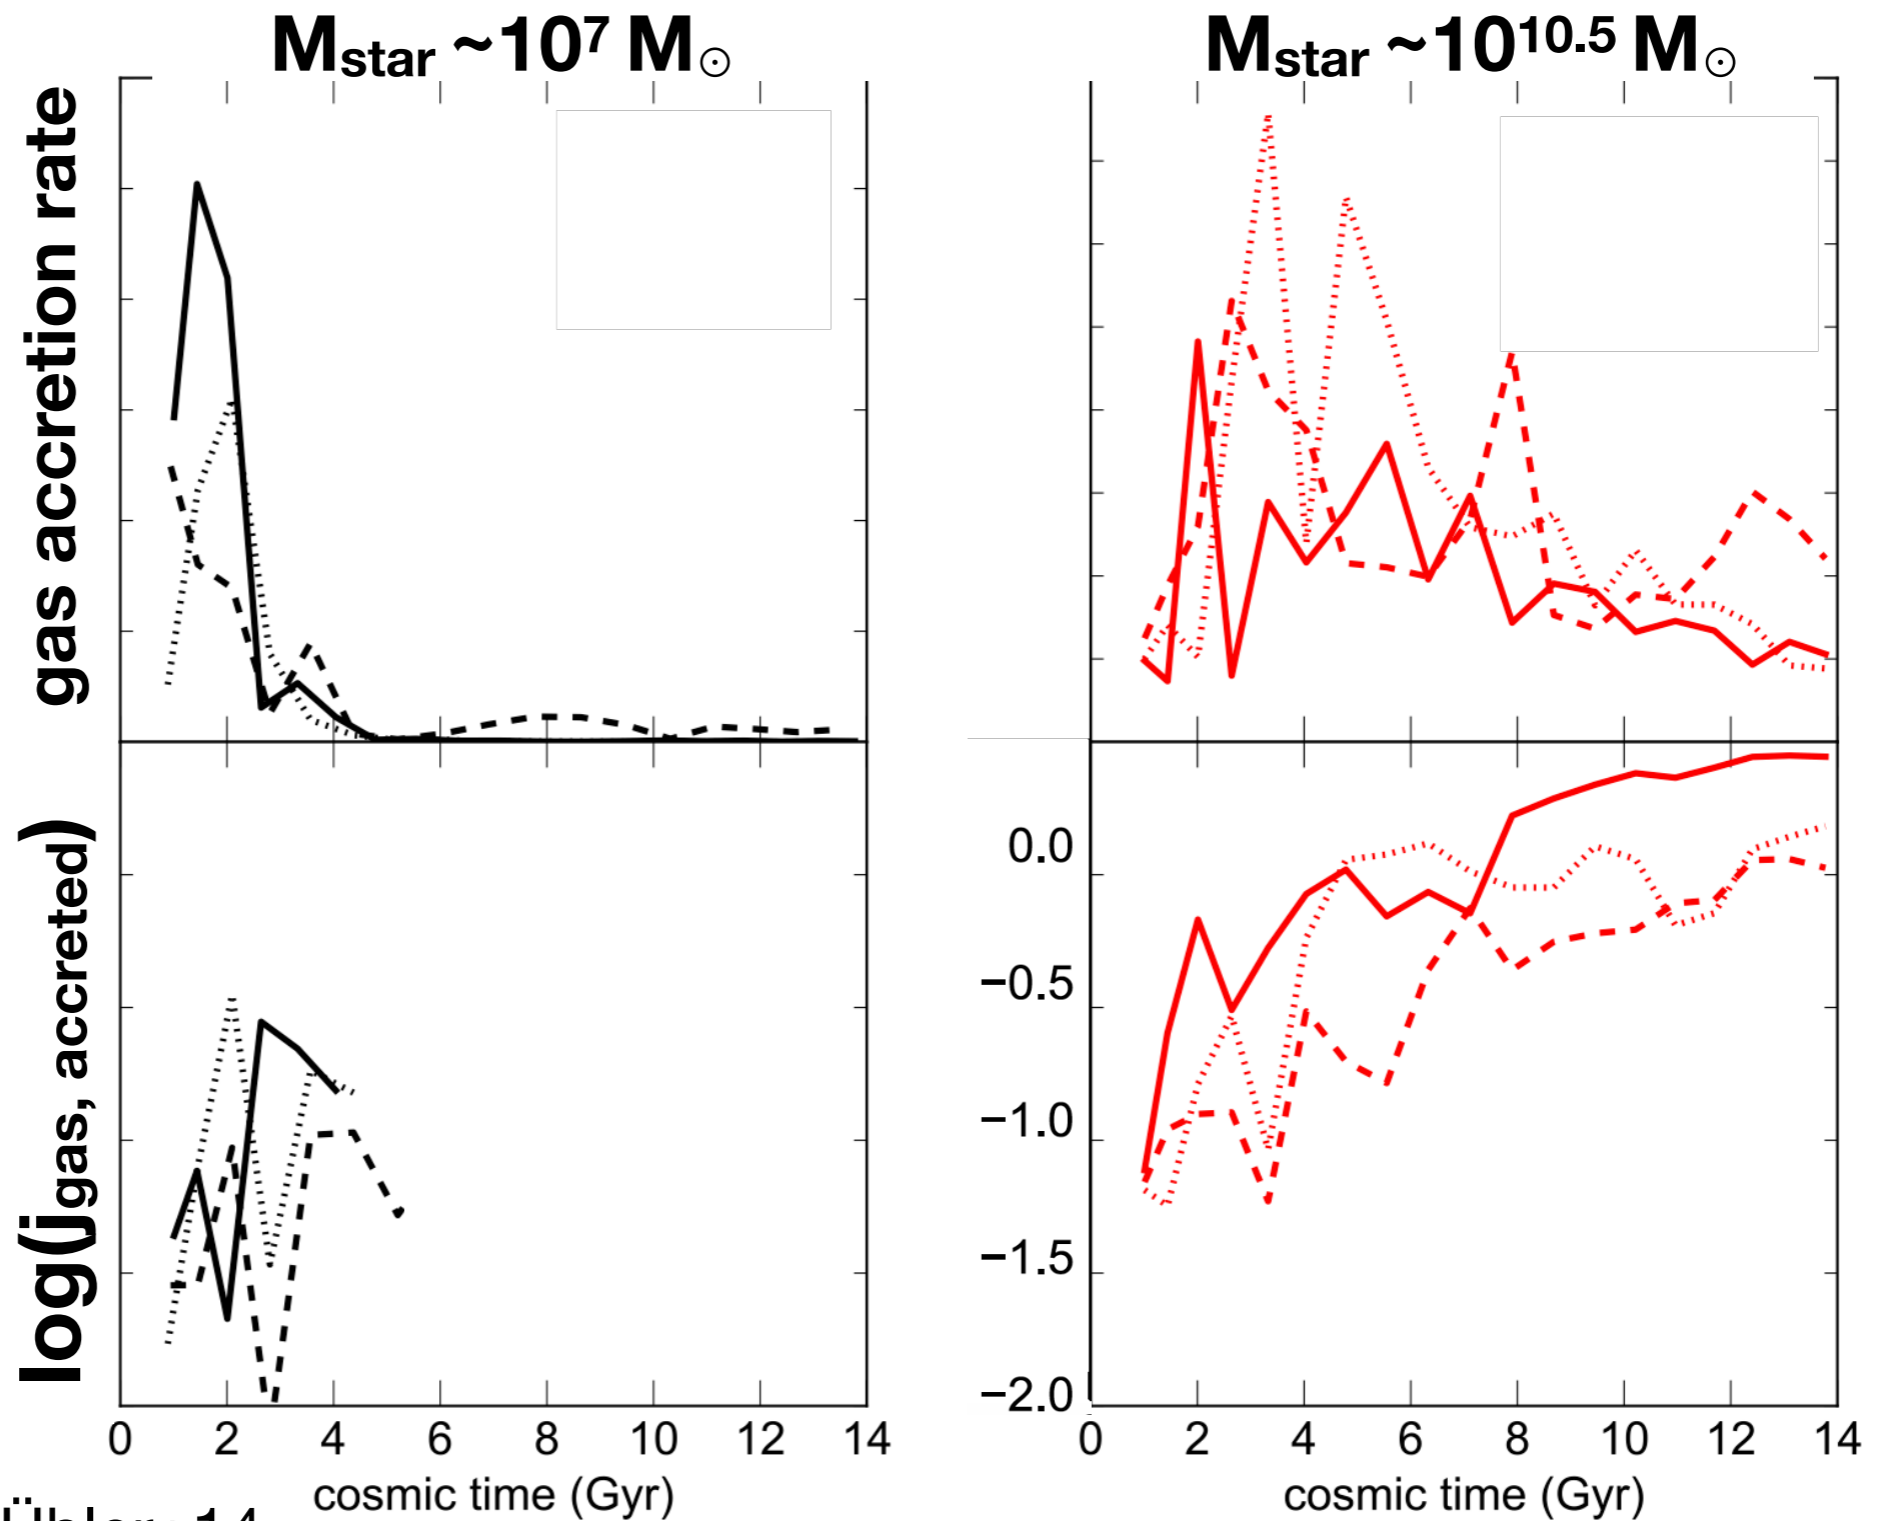 Mstar ~10⁷ M☉
Mstar ~10¹⁰·⁵ M☉
gas accretion rate
log(jgas, accreted)
0.0
−0.5
−1.0
−1.5
−2.0
0 2 4 6 8 10 12 14
0 2 4 6 8 10 12 14
cosmic time (Gyr)
cosmic time (Gyr)